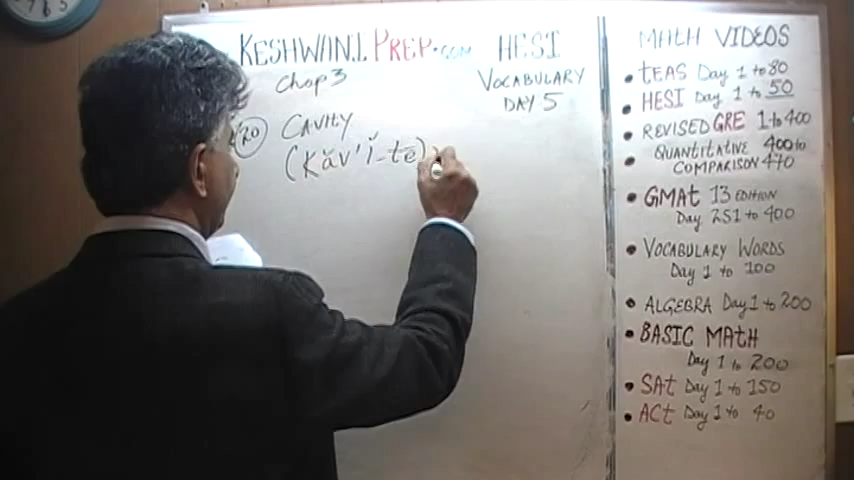 KESHWANI PREP.COM
Chap 3
HESI
VOCABULARY
DAY 5
20 CAVITY
(kăv'ĭ-tē)
MATH VIDEOS
• TEAS Day 1 to 80
• HESI Day 1 to 50
• REVISED GRE 1 to 400
• QUANTITATIVE 400 to
COMPARISON 470
• GMAT 13 EDITION
Day 251 to 400
• VOCABULARY WORDS
Day 1 to 100
• ALGEBRA Day 1 to 200
• BASIC MATH
Day 1 to 200
• SAT Day 1 to 150
• ACT Day 1 to 40